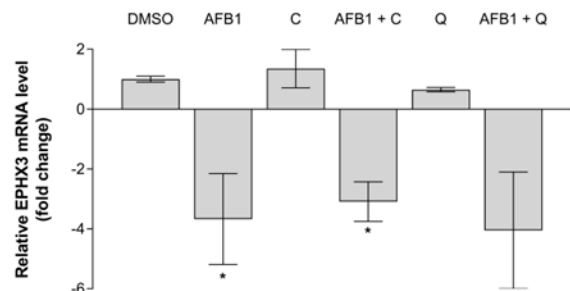 DMSO AFB1 C AFB1 + C Q AFB1 + Q
Relative EPHX3 mRNA level
(fold change)
2
0
-2
-4
-6
*
*